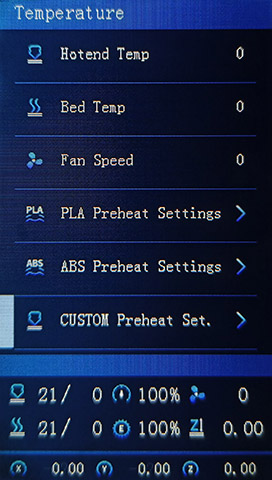 Temperature
Hotend Temp 0
Bed Temp 0
Fan Speed 0
PLA PLA Preheat Settings
ABS ABS Preheat Settings
CUSTOM Preheat Set.
21/ 0 100% 0
21/ 0 E 100% Z 0.00
X 0.00 Y 0.00 Z 0.00